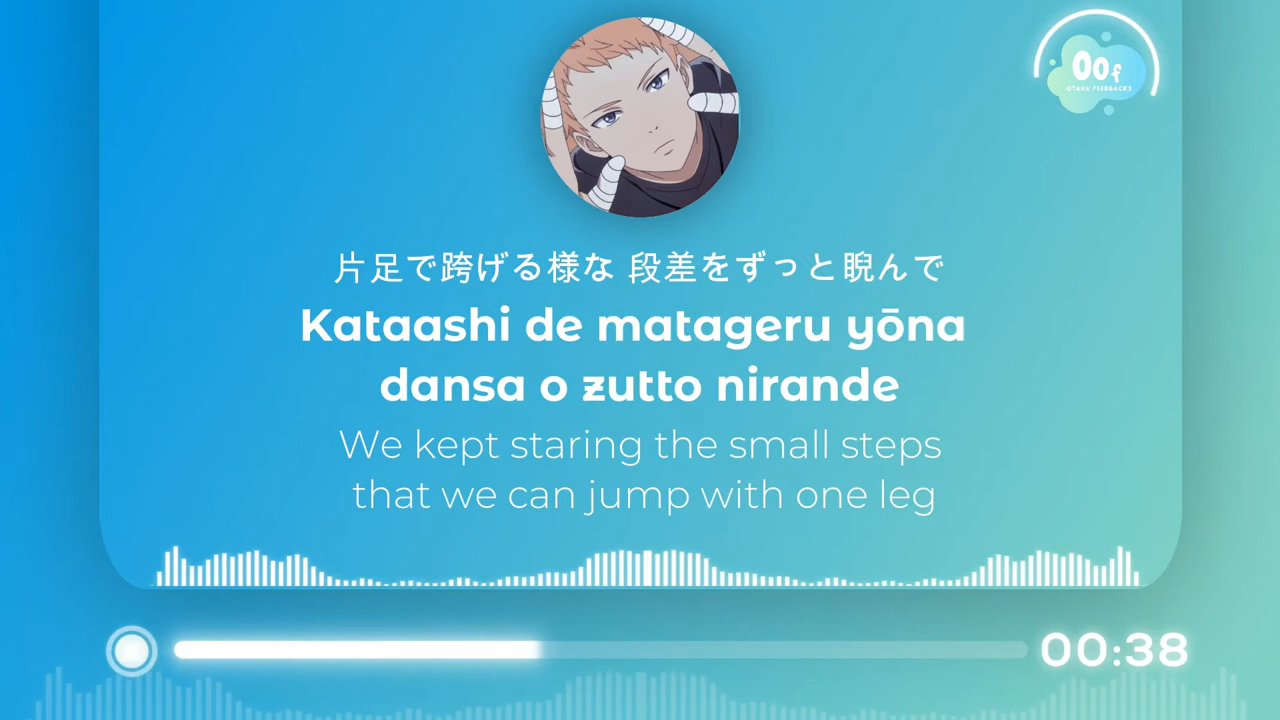 Oof
OTAKU FEEDBACKS
片足で跨げる様な 段差をずっと睨んで
Kataashi de matageru yōna
dansa o zutto nirande
We kept staring the small steps
that we can jump with one leg
00:38